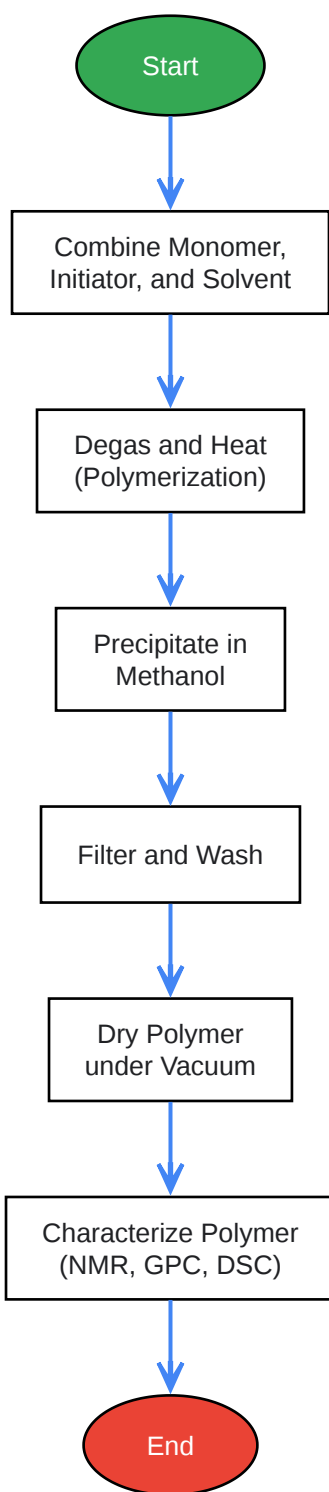 Start
Combine Monomer,
Initiator, and Solvent
Degas and Heat
(Polymerization)
Precipitate in
Methanol
Filter and Wash
Dry Polymer
under Vacuum
Characterize Polymer
(NMR, GPC, DSC)
End